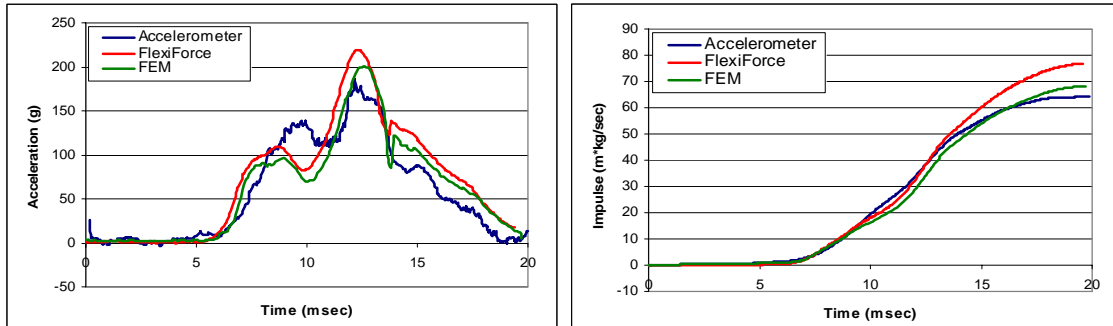 250
200
150
100
50
0
-50
Acceleration (g)
Accelerometer
FlexiForce
FEM
0 5 10 15 20
Time (msec)
90
80
70
60
50
40
30
20
10
0
-10
Impulse (m*kg/sec)
Accelerometer
FlexiForce
FEM
0 5 10 15 20
Time (msec)